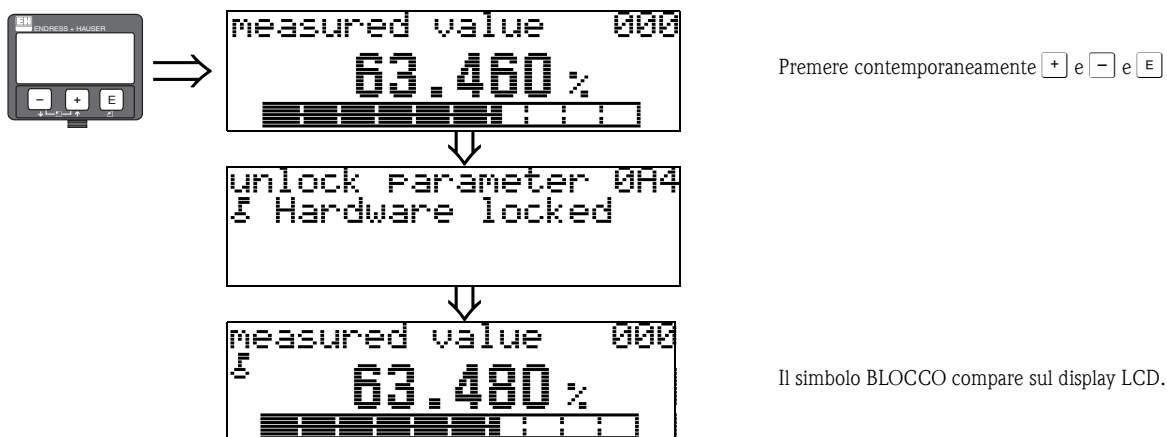 EH ENDRESS + HAUSER
- + E
measured value 000
63.460 %
Premere contemporaneamente + e - e E
unlock parameter 0A4
Hardware locked
measured value 000
63.480 %
Il simbolo BLOCCO compare sul display LCD.